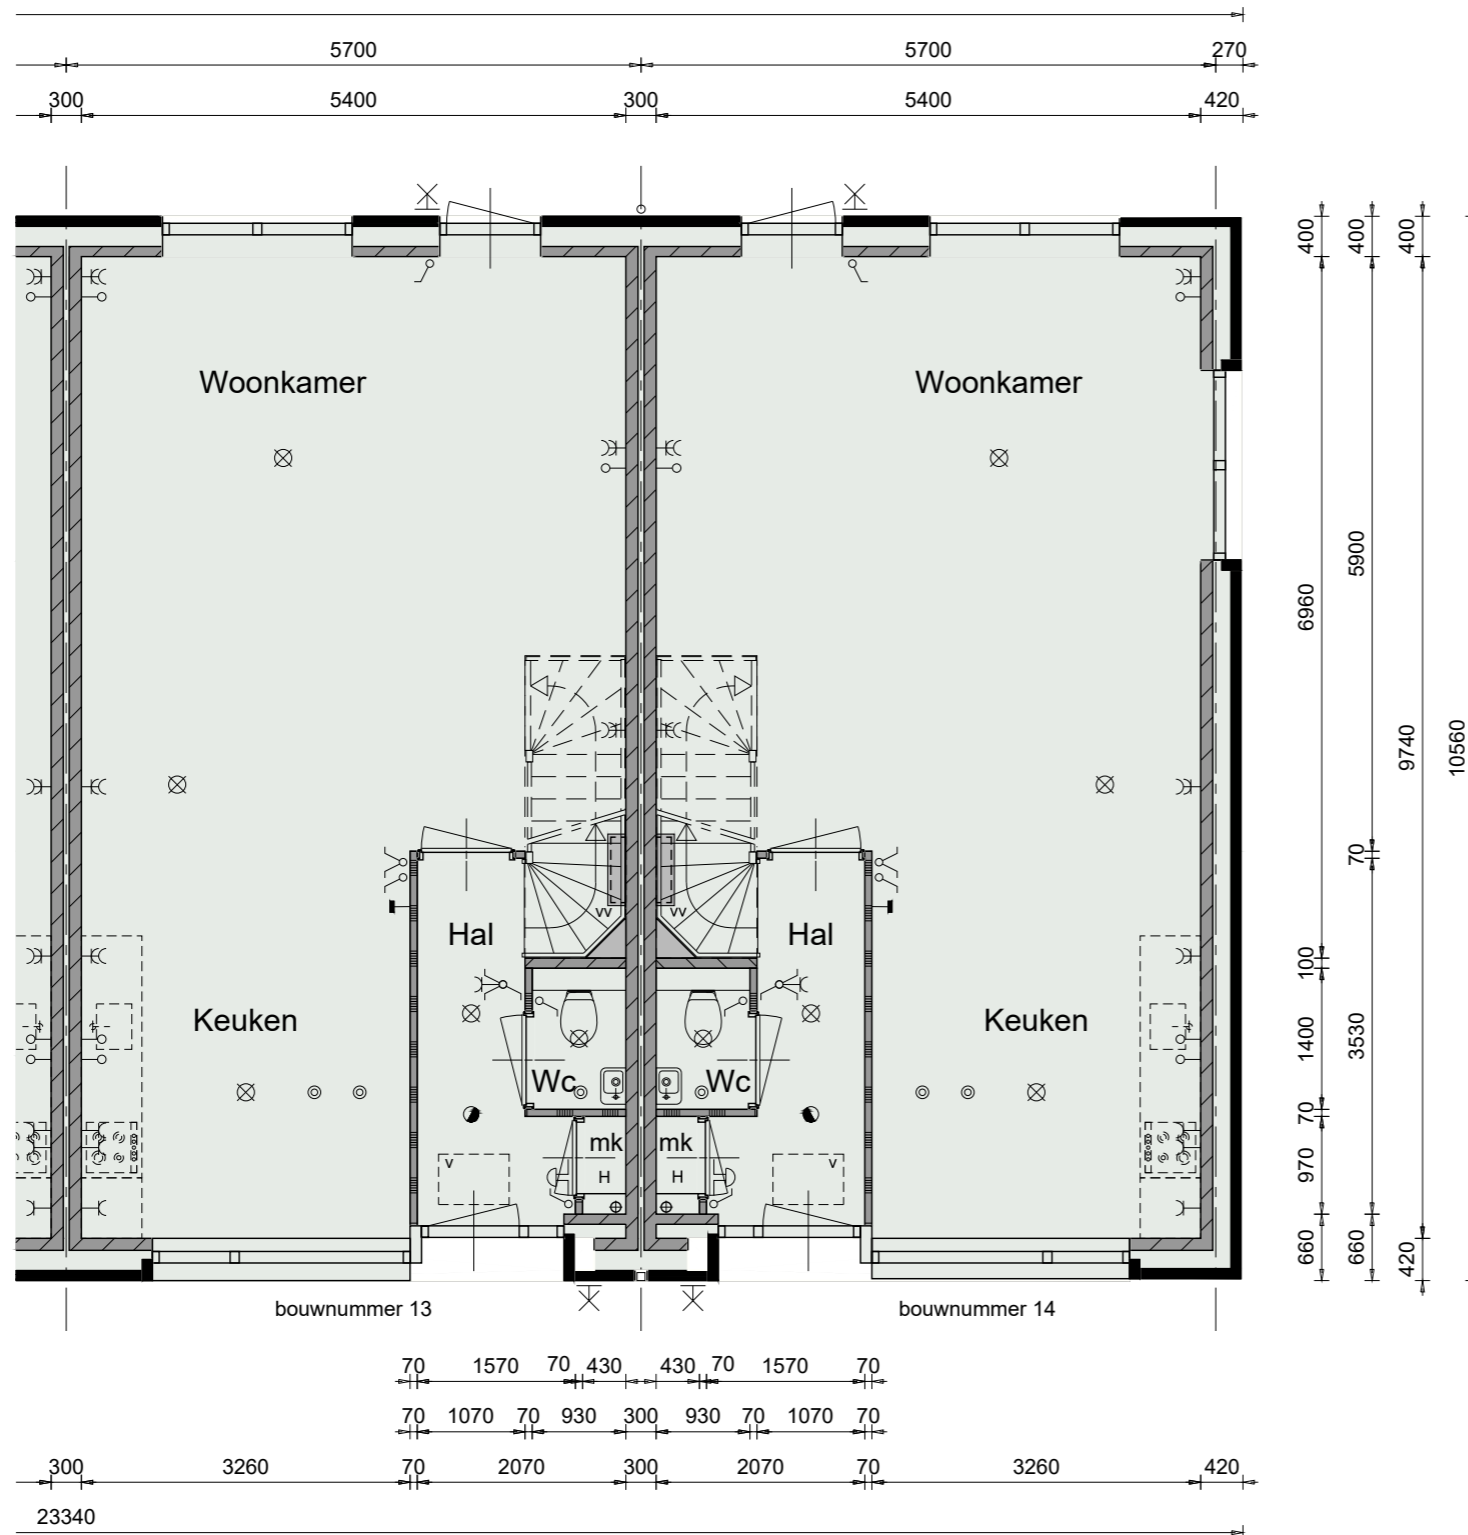 5700 5700 270
300 5400 300 5400 420
400 400 400
Woonkamer Woonkamer
6960 5900 9740 10560
70
vv vv
Hal Hal
100
Keuken Keuken
1400 3530
Wc Wc
70
mk mk
v H H v
970
660 660 420
bouwnummer 13 bouwnummer 14
70 1570 70 430 430 70 1570 70
70 1070 70 930 300 930 70 1070 70
300 3260 70 2070 300 2070 70 3260 420
23340